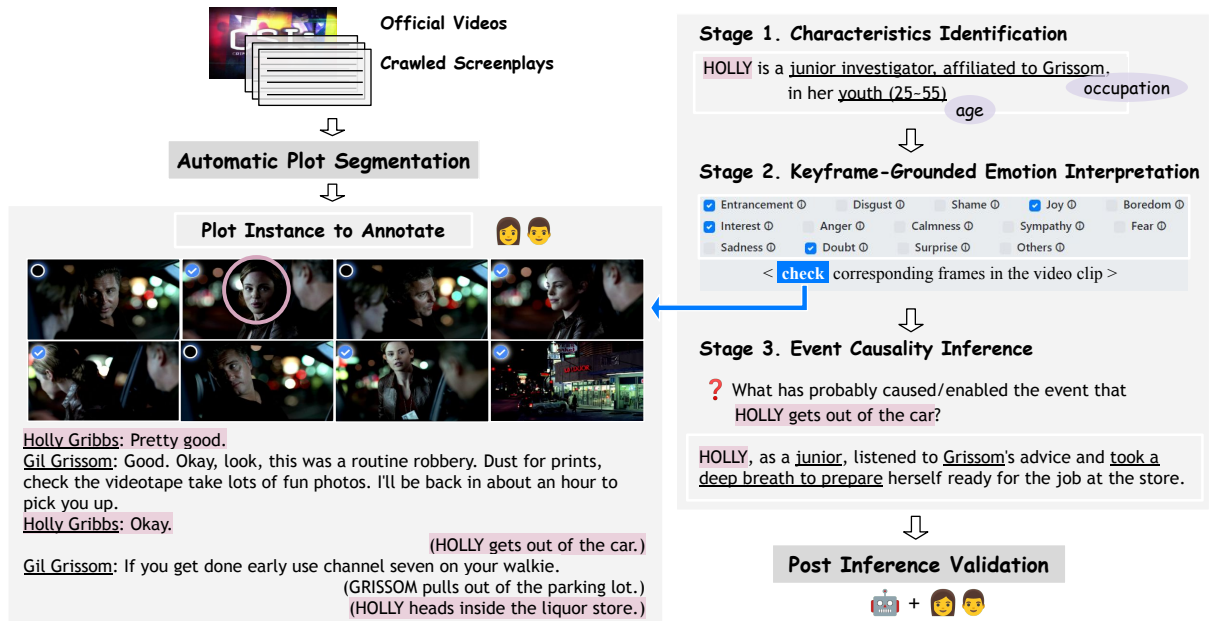 Official Videos
Crawled Screenplays
Automatic Plot Segmentation
Plot Instance to Annotate
Holly Gribbs: Pretty good.
Gil Grissom: Good. Okay, look, this was a routine robbery. Dust for prints,
check the videotape take lots of fun photos. I'll be back in about an hour to
pick you up.
Holly Gribbs: Okay.
(HOLLY gets out of the car.)
Gil Grissom: If you get done early use channel seven on your walkie.
(GRISSOM pulls out of the parking lot.)
(HOLLY heads inside the liquor store.)
Stage 1. Characteristics Identification
HOLLY is a junior investigator, affiliated to Grissom,
in her youth (25~55)
occupation
age
Stage 2. Keyframe-Grounded Emotion Interpretation
Entrancement Disgust Shame Joy Boredom
Interest Anger Calmness Sympathy Fear
Sadness Doubt Surprise Others
< check corresponding frames in the video clip >
Stage 3. Event Causality Inference
❓ What has probably caused/enabled the event that
HOLLY gets out of the car?
HOLLY, as a junior, listened to Grissom's advice and took a
deep breath to prepare herself ready for the job at the store.
Post Inference Validation
+